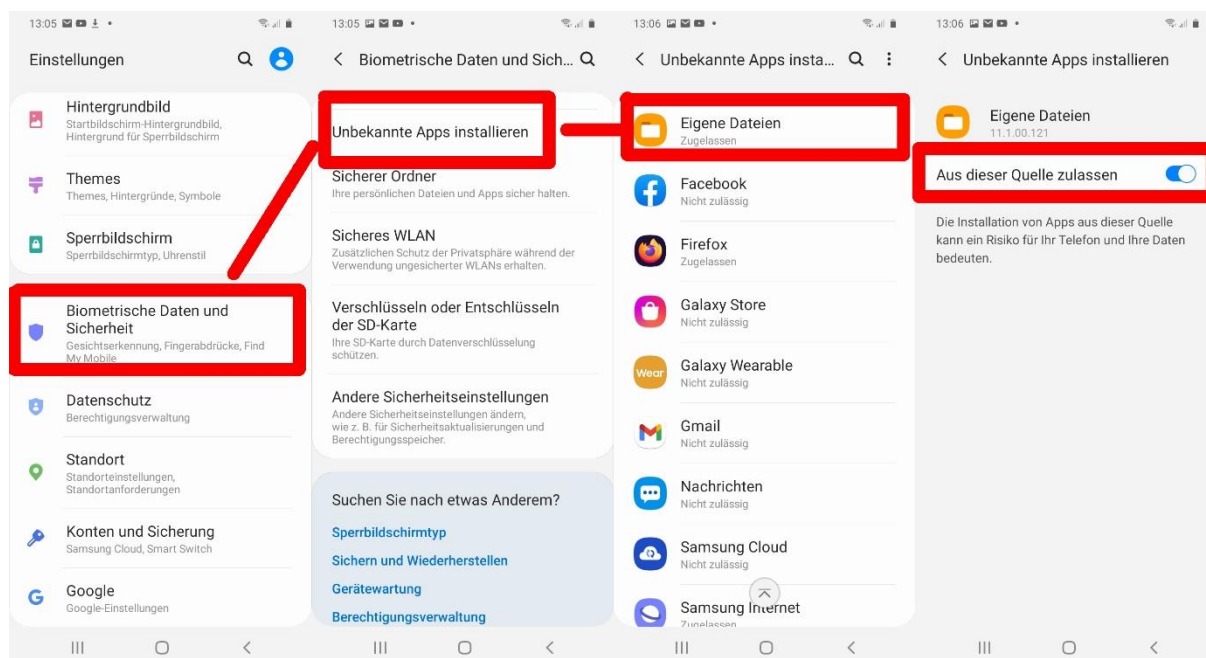 13:05
Einstellungen
Hintergrundbild
Startbildschirm-Hintergrundbild,
Hintergrund für Sperrbildschirm
Themes
Themes, Hintergründe, Symbole
Sperrbildschirm
Sperrbildschirmtyp, Uhrenstil
Biometrische Daten und
Sicherheit
Gesichtserkennung, Fingerabdrücke, Find
My Mobile
Datenschutz
Berechtigungsverwaltung
Standort
Standorteinstellungen,
Standortanforderungen
Konten und Sicherung
Samsung Cloud, Smart Switch
Google
Google-Einstellungen
13:05
Biometrische Daten und Sich...
Unbekannte Apps installieren
Sicherer Ordner
Ihre persönlichen Dateien und Apps sicher halten.
Sicheres WLAN
Zusätzlichen Schutz der Privatsphäre während der
Verwendung ungesicherter WLANs erhalten.
Verschlüsseln oder Entschlüsseln
der SD-Karte
Ihre SD-Karte durch Datenverschlüsselung
schützen.
Andere Sicherheitseinstellungen
Andere Sicherheitseinstellungen ändern,
wie z. B. für Sicherheitsaktualisierungen und
Berechtigungsspeicher.
Suchen Sie nach etwas Anderem?
Sperrbildschirmtyp
Sichern und Wiederherstellen
Gerätewartung
Berechtigungsverwaltung
13:06
Unbekannte Apps insta...
Eigene Dateien
Zugelassen
Facebook
Nicht zulässig
Firefox
Zugelassen
Galaxy Store
Nicht zulässig
Wear
Galaxy Wearable
Nicht zulässig
Gmail
Nicht zulässig
Nachrichten
Nicht zulässig
Samsung Cloud
Nicht zulässig
Samsung Internet
Zugelassen
13:06
Unbekannte Apps installieren
Eigene Dateien
11.1.00.121
Aus dieser Quelle zulassen
Die Installation von Apps aus dieser Quelle
kann ein Risiko für Ihr Telefon und Ihre Daten
bedeuten.